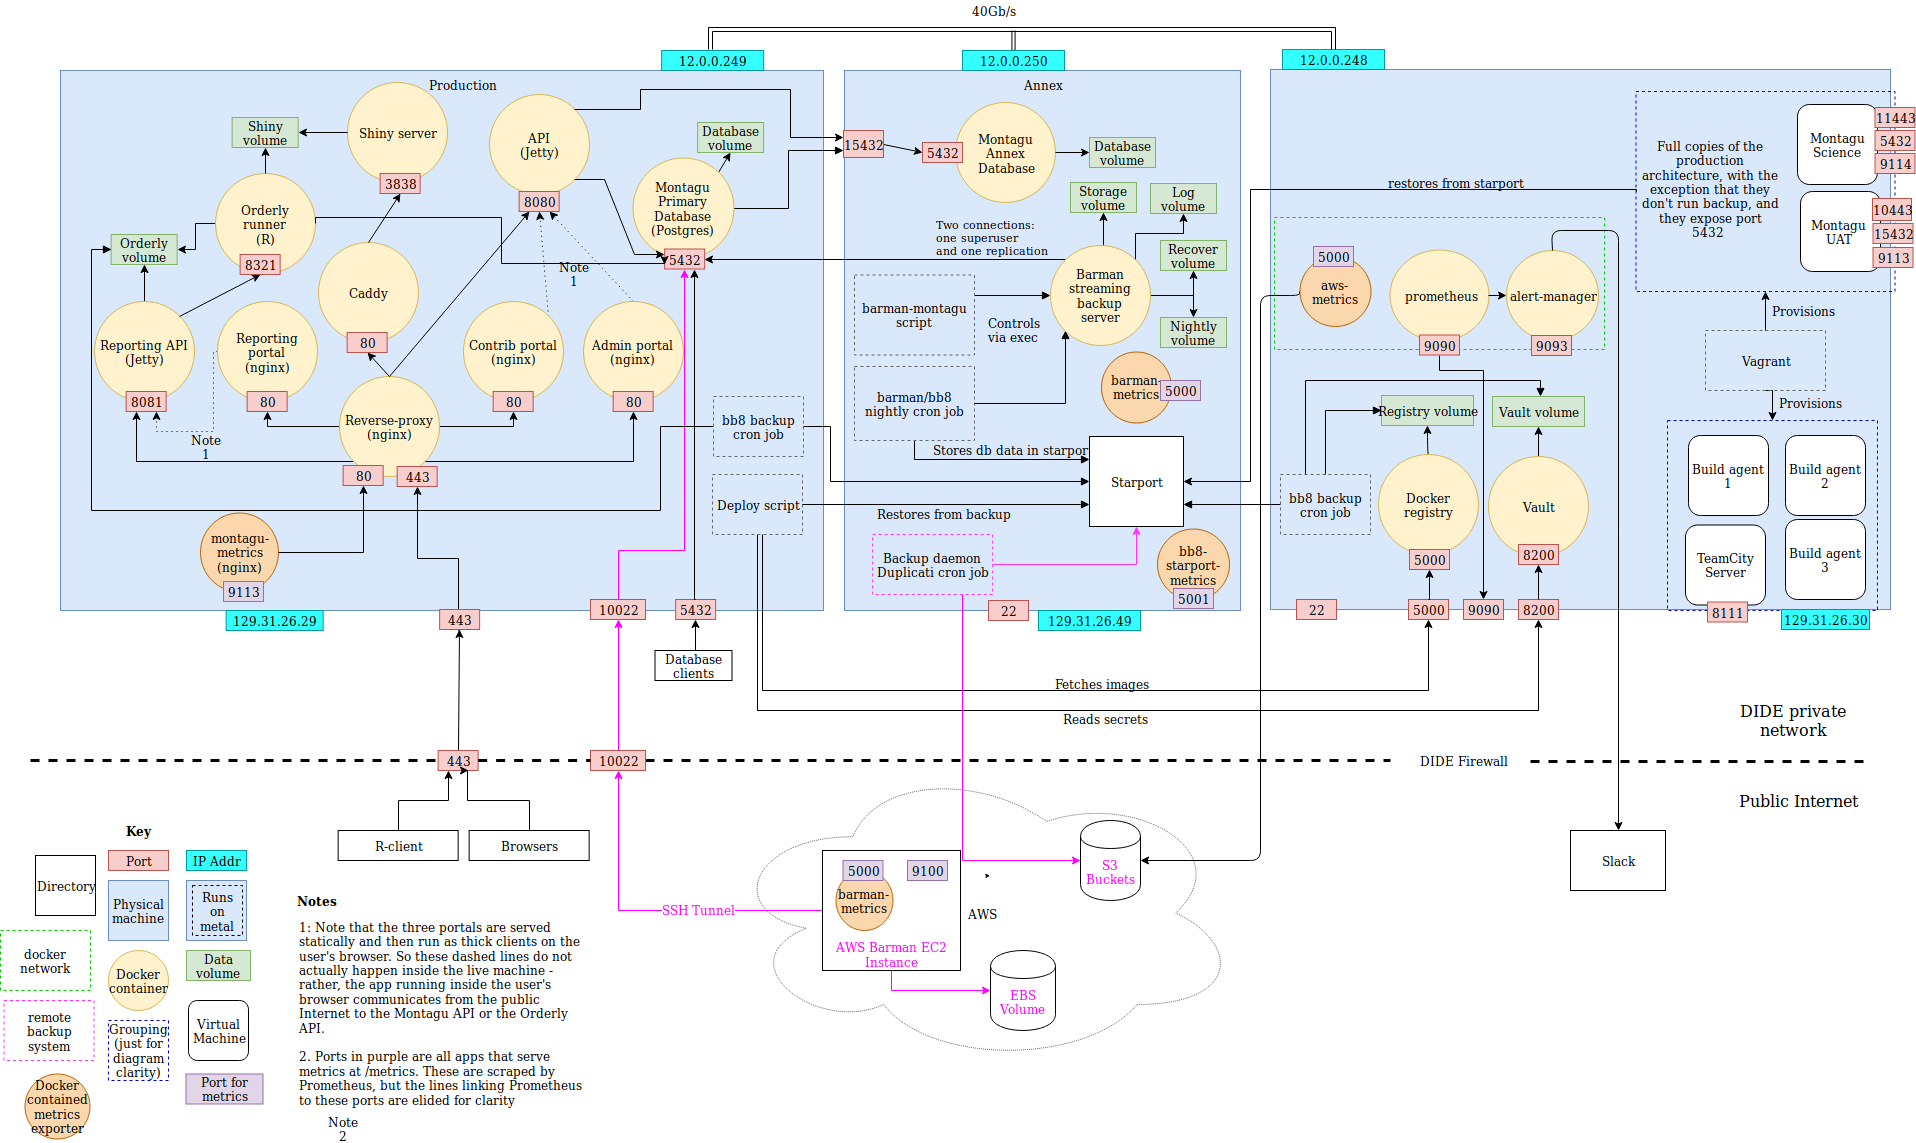 40Gb/s
12.0.0.249
12.0.0.250
12.0.0.248
Production
Shiny
volume
Shiny server
3838
API
(Jetty)
8080
Database
volume
Montagu
Primary
Database
(Postgres)
5432
Orderly
runner
(R)
8321
Orderly
volume
Caddy
80
Note
1
Reporting API
(Jetty)
8081
Reporting
portal
(nginx)
80
Contrib portal
(nginx)
80
Admin portal
(nginx)
80
Note
1
Reverse-proxy
(nginx)
80
443
bb8 backup
cron job
Deploy script
montagu-
metrics
(nginx)
9113
129.31.26.29
443
10022
5432
Database
clients
Annex
15432
5432
Montagu
Annex
Database
Database
volume
Storage
volume
Log
volume
Two connections:
one superuser
and one replication
Recover
volume
Barman
streaming
backup
server
barman-montagu
script
Controls
via exec
Nightly
volume
barman/bb8
nightly cron job
barman-
metrics
5000
Stores db data in starpor
Starport
Restores from backup
Backup daemon
Duplicati cron job
bb8-
starport-
metrics
5001
22
129.31.26.49
restores from starport
Full copies of the
production
architecture, with the
exception that they
don't run backup, and
they expose port
5432
Montagu
Science
11443
5432
9114
Montagu
UAT
10443
15432
9113
5000
aws-
metrics
prometheus
9090
alert-manager
9093
Provisions
Vagrant
Provisions
Registry volume
Vault volume
bb8 backup
cron job
Docker
registry
5000
Vault
8200
Build agent
1
Build agent
2
TeamCity
Server
Build agent
3
22
5000
9090
8200
8111
129.31.26.30
Fetches images
Reads secrets
DIDE private
network
443
10022
DIDE Firewall
Public Internet
R-client
Browsers
Slack
SSH Tunnel
5000
9100
barman-
metrics
AWS Barman EC2
Instance
AWS
S3
Buckets
EBS
Volume
Key
Directory
Port
IP Addr
Physical
machine
Runs
on
metal
docker
network
Docker
container
Data
volume
remote
backup
system
Grouping
(just for
diagram
clarity)
Virtual
Machine
Docker
contained
metrics
exporter
Port for
metrics
Notes
1: Note that the three portals are served
statically and then run as thick clients on the
user's browser. So these dashed lines do not
actually happen inside the live machine -
rather, the app running inside the user's
browser communicates from the public
Internet to the Montagu API or the Orderly
API.
2. Ports in purple are all apps that serve
metrics at /metrics. These are scraped by
Prometheus, but the lines linking Prometheus
to these ports are elided for clarity
Note
2